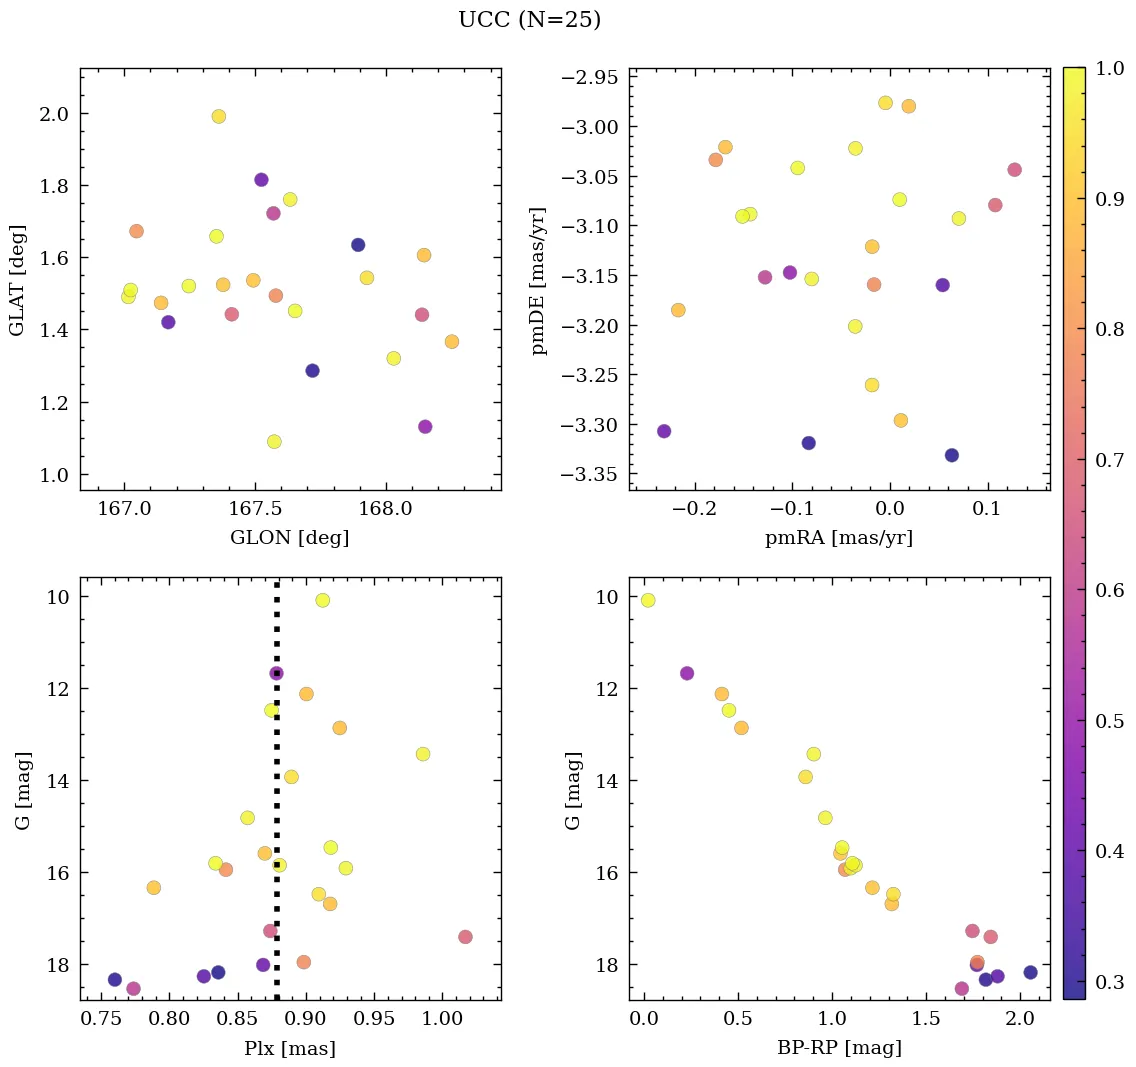 UCC (N=25)
2.0
1.8
1.6
1.4
1.2
1.0
GLAT [deg]
167.0 167.5 168.0
GLON [deg]
−2.95
−3.00
−3.05
−3.10
−3.15
−3.20
−3.25
−3.30
−3.35
pmDE [mas/yr]
−0.2 −0.1 0.0 0.1
pmRA [mas/yr]
10
12
14
16
18
G [mag]
0.75 0.80 0.85 0.90 0.95 1.00
Plx [mas]
10
12
14
16
18
G [mag]
0.0 0.5 1.0 1.5 2.0
BP-RP [mag]
1.0
0.9
0.8
0.7
0.6
0.5
0.4
0.3